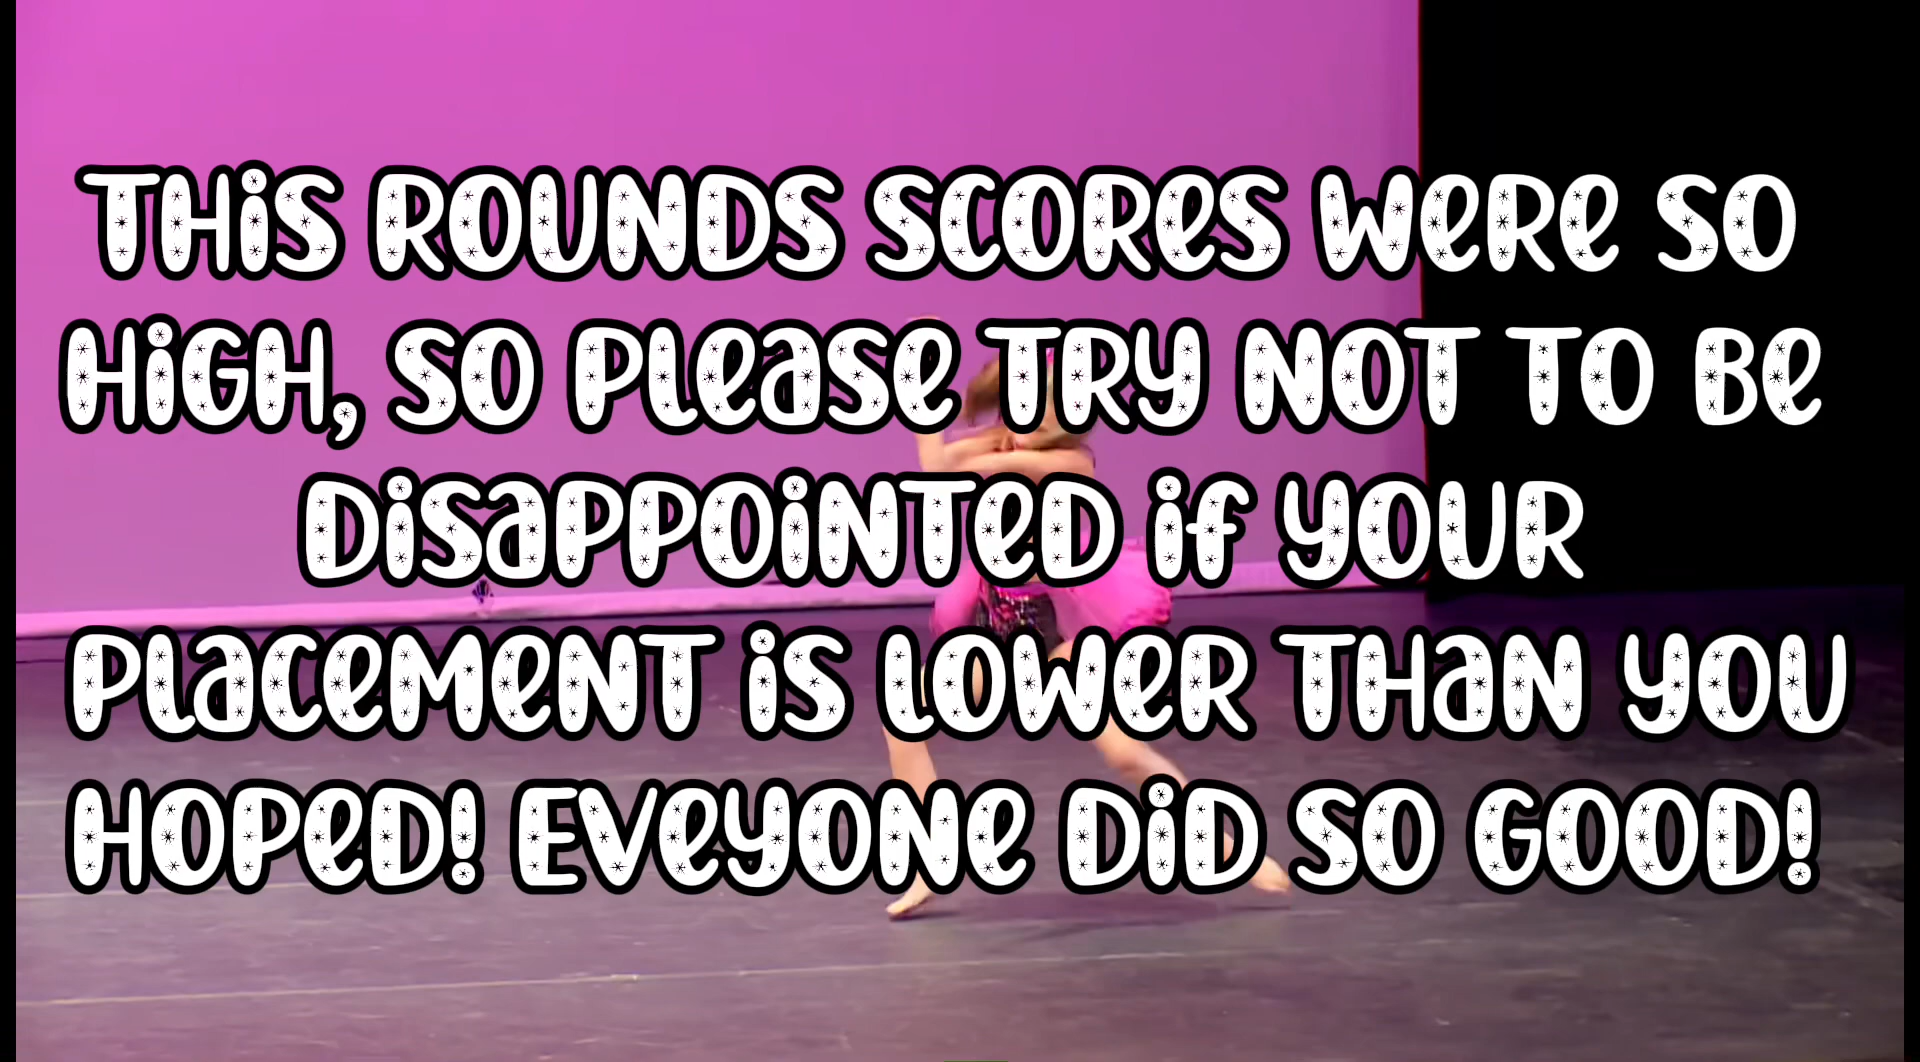 THiS ROUNDS SCOReS WeRe SO
HiGH, SO PLeaSe TRY NOT TO Be
DiSaPPOiNTeD if YOUR
PLaCeMeNT iS LOWeR THaN YOU
HOPeD! EVeYONe DiD SO GOOD!